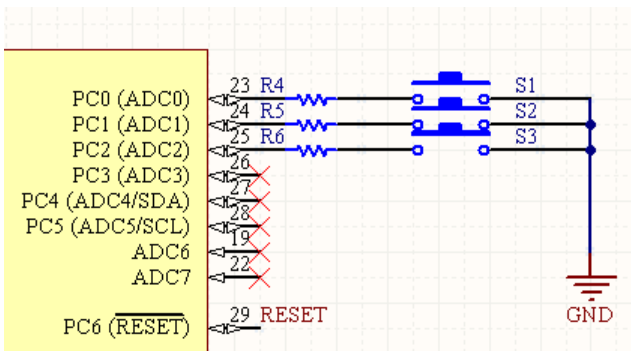 PC0 (ADC0) 23 R4 S1
PC1 (ADC1) 24 R5 S2
PC2 (ADC2) 25 R6 S3
PC3 (ADC3) 26
PC4 (ADC4/SDA) 27
PC5 (ADC5/SCL) 28
ADC6 19
ADC7 22
GND
PC6 (RESET) 29 RESET